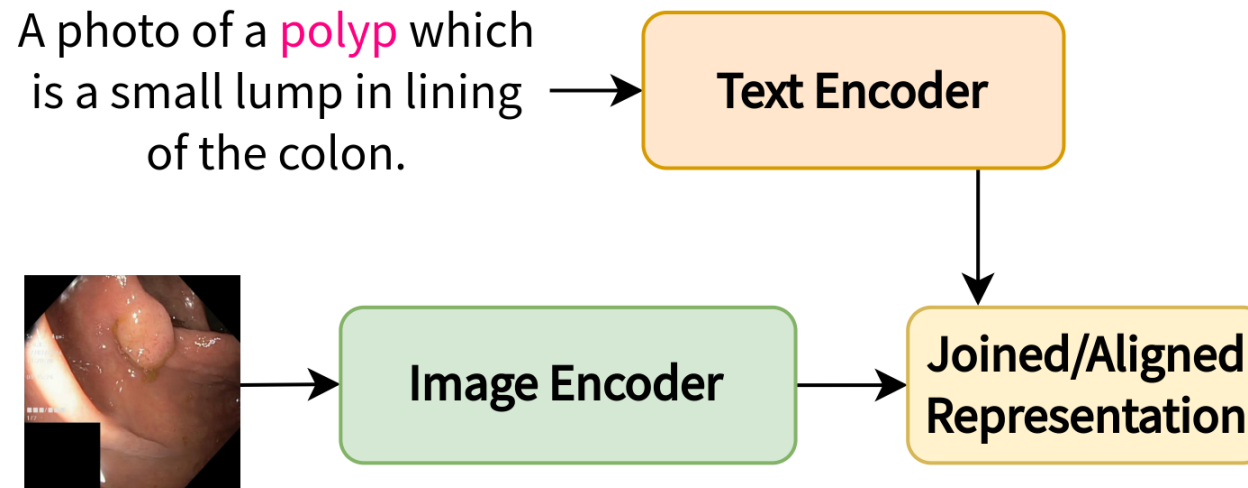 A photo of a polyp which
is a small lump in lining
of the colon.
Text Encoder
Image Encoder
Joined/Aligned
Representation